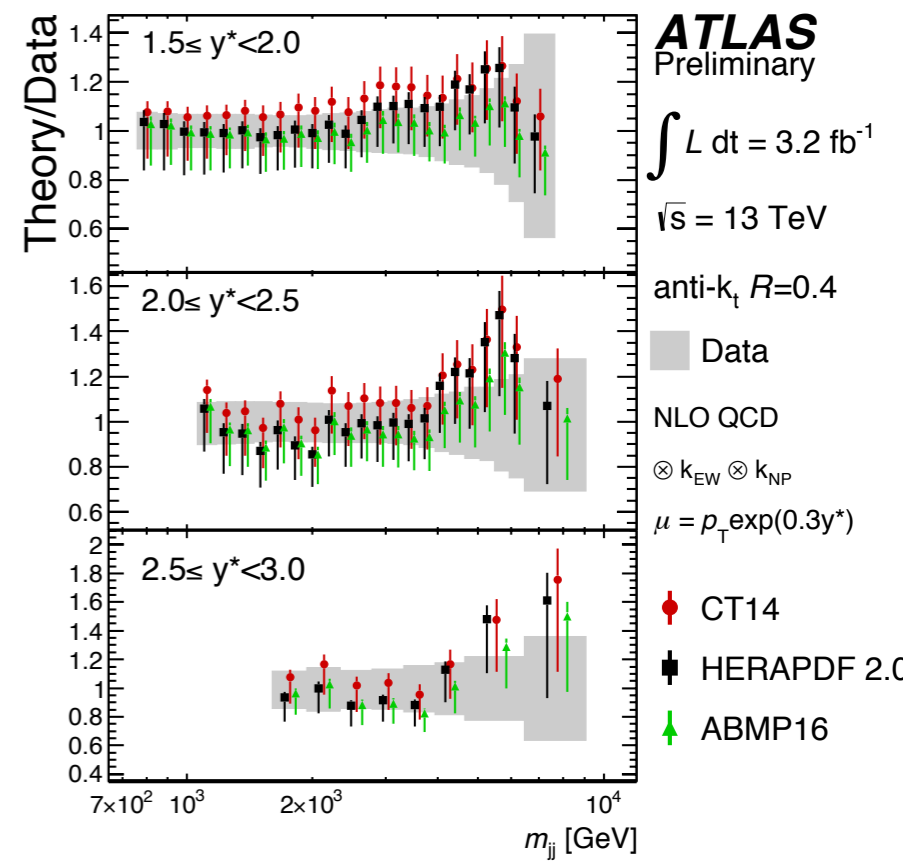 Theory/Data
1.4
1.2
1
0.8
0.6
1.5≤ y*<2.0
1.6
1.4
1.2
1
0.8
0.6
2.0≤ y*<2.5
2
1.8
1.6
1.4
1.2
1
0.8
0.6
0.4
2.5≤ y*<3.0
7×10² 10³ 2×10³ 10⁴
m_jj [GeV]
ATLAS
Preliminary
∫ L dt = 3.2 fb⁻¹
√s = 13 TeV
anti-k_t R=0.4
Data
NLO QCD
⊗ k_EW ⊗ k_NP
μ = p_T exp(0.3y*)
CT14
HERAPDF 2.0
ABMP16